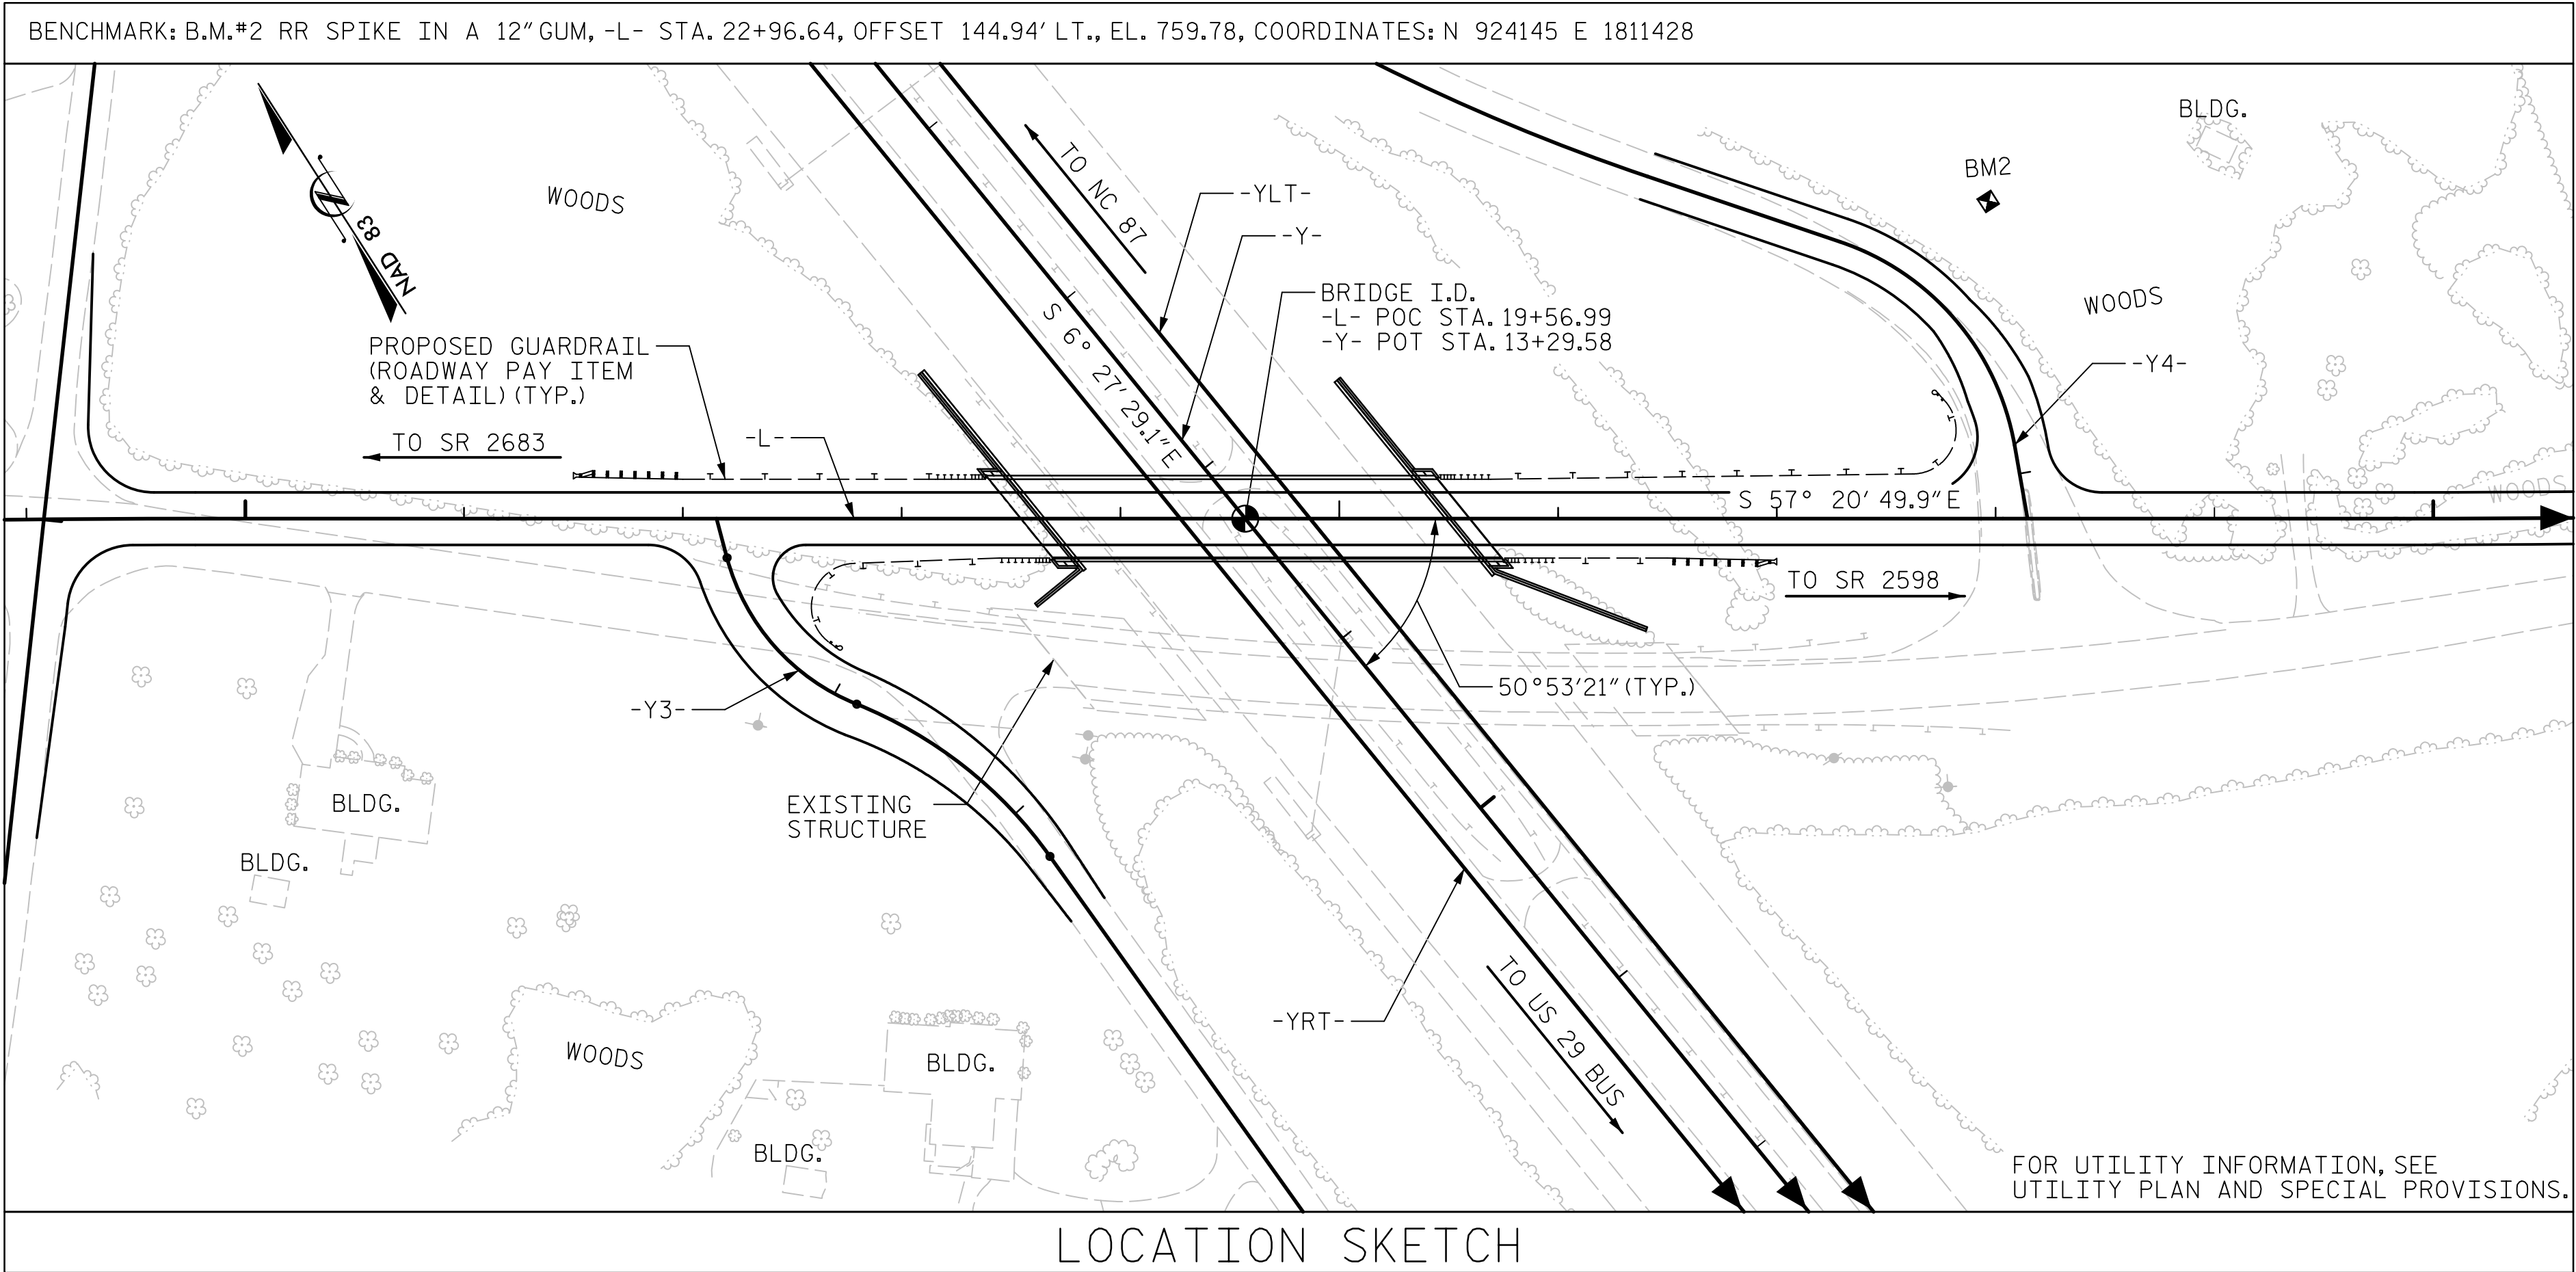 BENCHMARK: B.M.#2 RR SPIKE IN A 12" GUM, -L- STA. 22+96.64, OFFSET 144.94' LT., EL. 759.78, COORDINATES: N 924145 E 1811428
BLDG.
BM2
WOODS
TO NC 87
-YLT-
-Y-
N
NAD 83
BRIDGE I.D.
-L- POC STA. 19+56.99
-Y- POT STA. 13+29.58
WOODS
S 6° 27' 29.1" E
PROPOSED GUARDRAIL
(ROADWAY PAY ITEM
& DETAIL) (TYP.)
-Y4-
TO SR 2683
-L-
S 57° 20' 49.9" E
WOODS
TO SR 2598
50°53'21" (TYP.)
-Y3-
EXISTING
STRUCTURE
BLDG.
BLDG.
TO US 29 BUS
-YRT-
WOODS
BLDG.
BLDG.
FOR UTILITY INFORMATION, SEE
UTILITY PLAN AND SPECIAL PROVISIONS.
LOCATION SKETCH